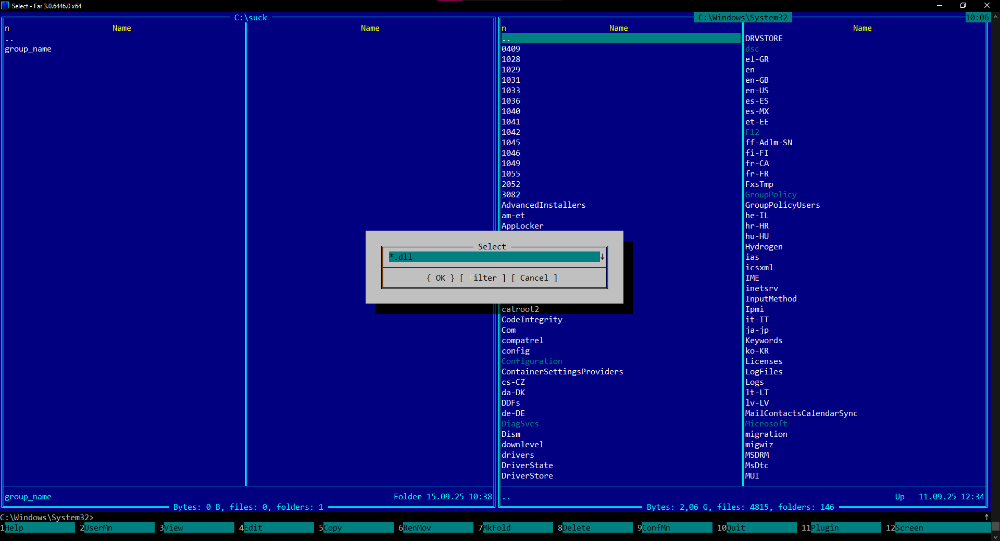 Select - Far 3.0.6446.0 x64
C:\suck
n Name Name
..
group_name
group_name Folder 15.09.25 10:38
Bytes: 0 B, files: 0, folders: 1
C:\Windows\System32 10:06
n Name
..
0409
1028
1029
1031
1033
1036
1040
1041
1042
1045
1046
1049
1055
2052
3082
AdvancedInstallers
am-et
AppLocker
catroot2
CodeIntegrity
Com
compatrel
config
Configuration
ContainerSettingsProviders
cs-CZ
da-DK
DDFs
de-DE
DiagSvcs
Dism
downlevel
drivers
DriverState
DriverStore
Name
DRVSTORE
dsc
el-GR
en
en-GB
en-US
es-ES
es-MX
et-EE
F12
ff-Adlm-SN
fi-FI
fr-CA
fr-FR
FxsTmp
GroupPolicy
GroupPolicyUsers
he-IL
hr-HR
hu-HU
Hydrogen
ias
icsxml
IME
inetsrv
InputMethod
Ipmi
it-IT
ja-jp
Keywords
ko-KR
Licenses
LogFiles
Logs
lt-LT
lv-LV
MailContactsCalendarSync
Microsoft
migration
migwiz
MSDRM
MsDtc
MUI
.. Up 11.09.25 12:34
Bytes: 2,06 G, files: 4815, folders: 146
Select
*.dll ↓
{ OK } [ Filter ] [ Cancel ]
C:\Windows\System32> ↑
1Help 2UserMn 3View 4Edit 5Copy 6RenMov 7MkFold 8Delete 9ConfMn 10Quit 11Plugin 12Screen